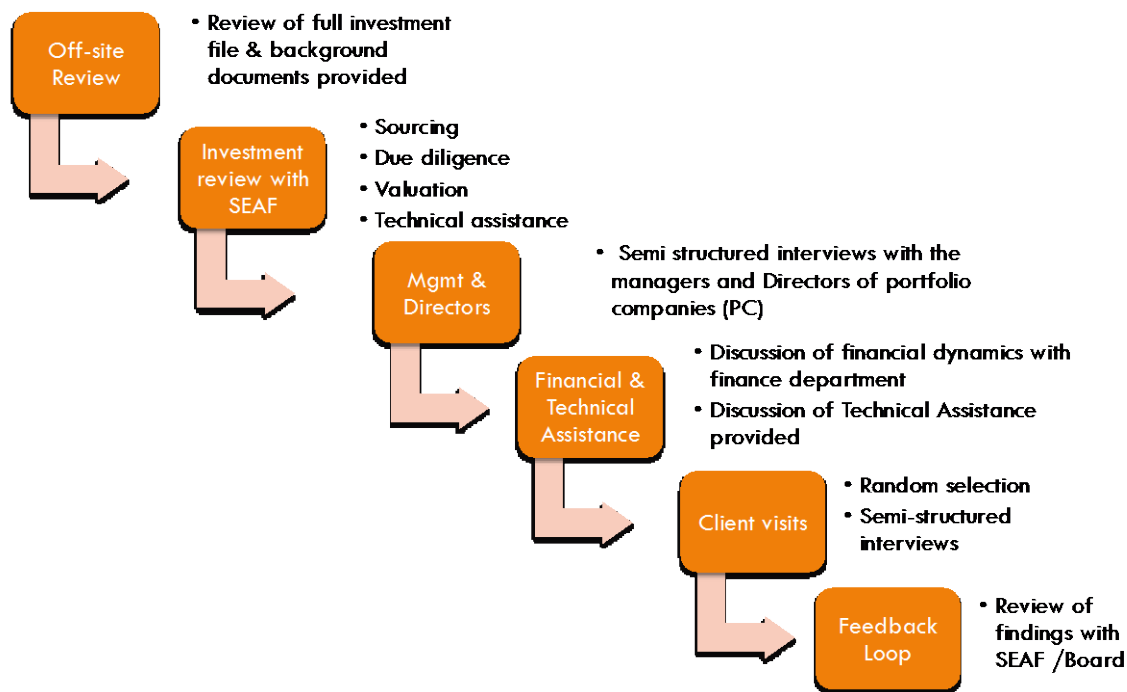 Off-site
Review
• Review of full investment
file & background
documents provided
Investment
review with
SEAF
• Sourcing
• Due diligence
• Valuation
• Technical assistance
Mgmt &
Directors
• Semi structured interviews with the
managers and Directors of portfolio
companies (PC)
Financial &
Technical
Assistance
• Discussion of financial dynamics with
finance department
• Discussion of Technical Assistance
provided
Client visits
• Random selection
• Semi-structured
interviews
Feedback
Loop
• Review of
findings with
SEAF /Board